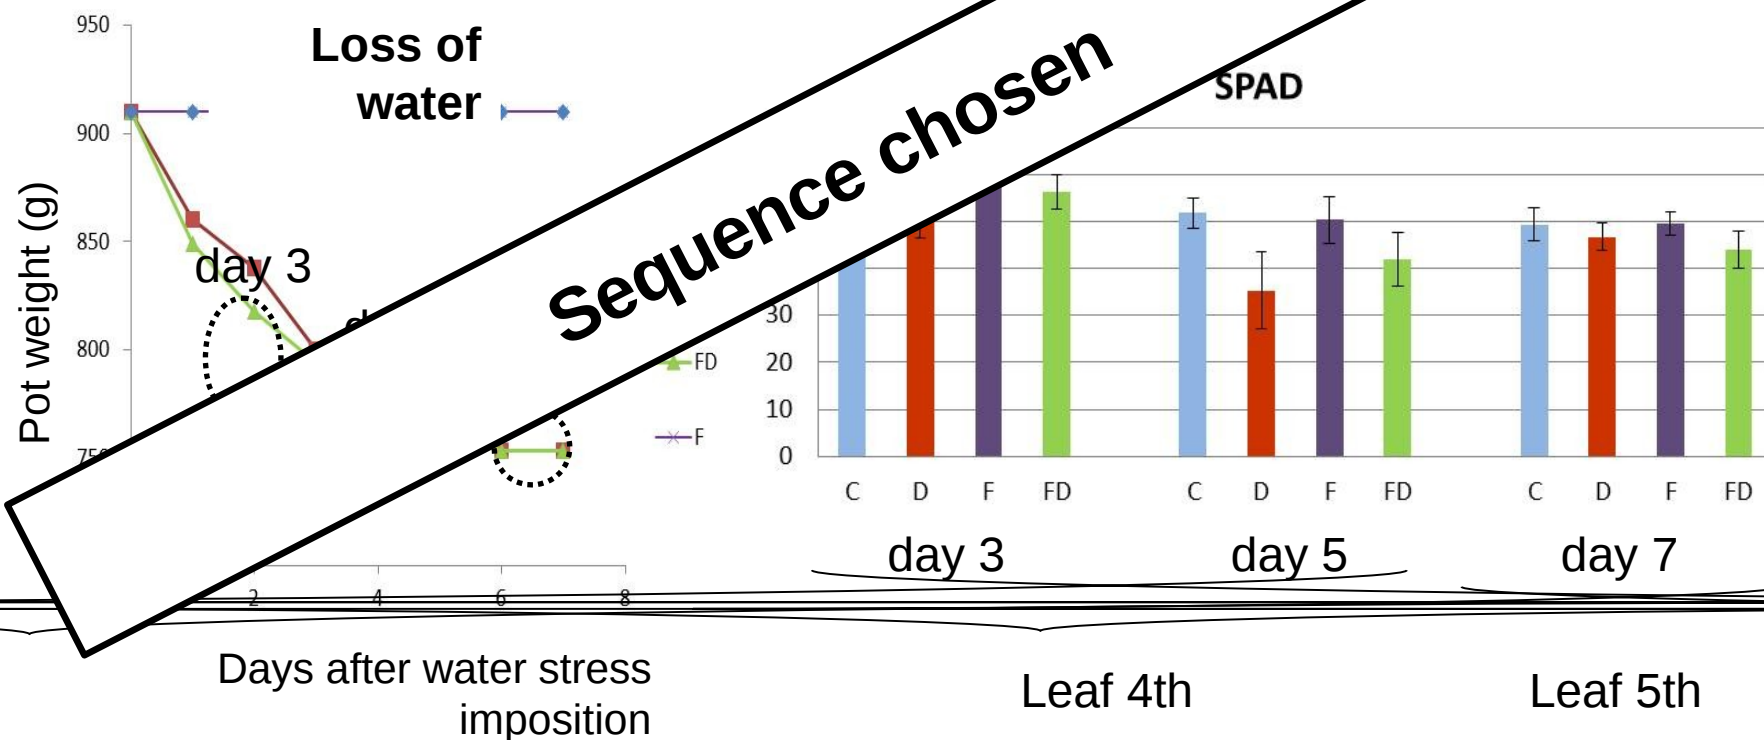 Loss of
water
950
900
850
800
Pot weight (g)
day 3
Sequence chosen
FD
F
2
4
6
8
Days after water stress
imposition
SPAD
30
20
10
0
C D F FD C D F FD C D F FD
day 3 day 5 day 7
Leaf 4th Leaf 5th